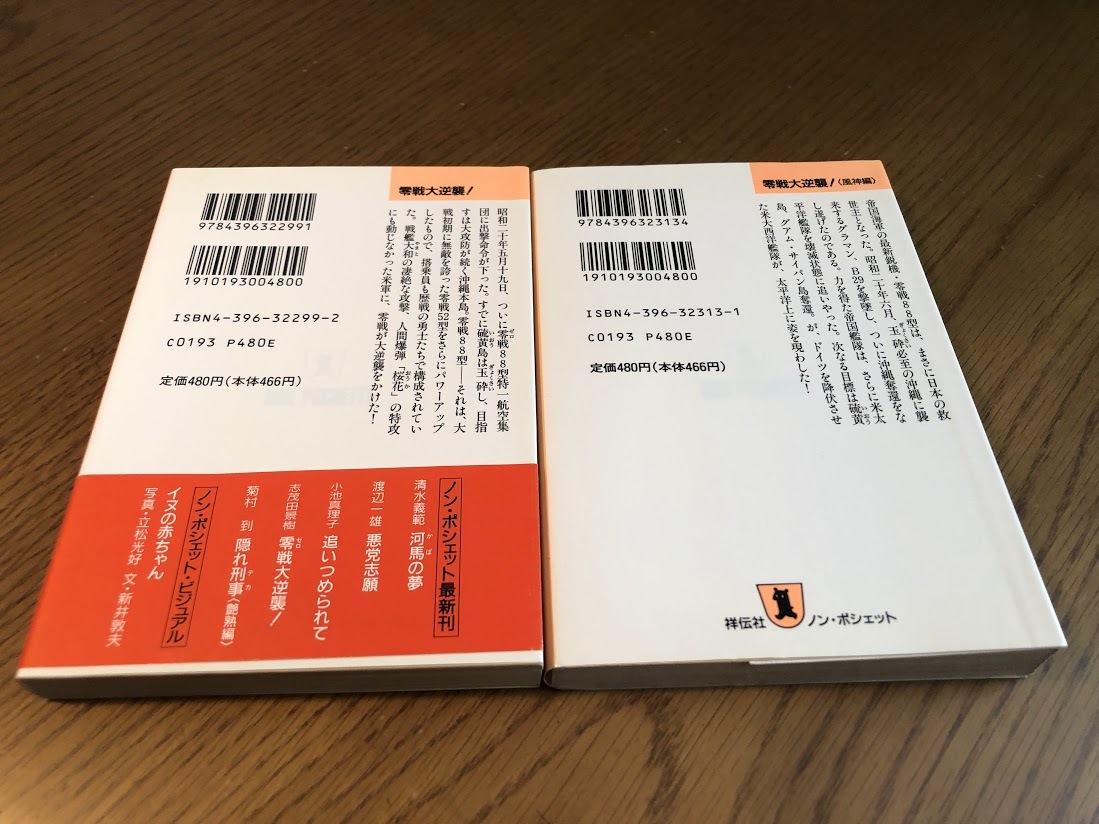 零戦大逆襲!
9784396322991
1910193004800
ISBN4-396-32299-2
C0193 P480E
定価480円(本体466円)
昭和二十年五月十九日、ついに零戦88型特一航空集
団に出撃命令が下った。すでに硫黄島は玉砕し、目指
すは大攻防が続く沖縄本島。零戦88型――それは、大
戦初期に無敵を誇った零戦52型をさらにパワーアップ
したもので、搭乗員も歴戦の勇士たちで構成されてい
た。戦艦大和の凄絶な攻撃、人間爆弾「桜花」の特攻
にも動じなかった米軍に、零戦が大逆襲をかけた!
ノン・ポシェット最新刊
清水義範 河馬の夢
渡辺一雄 悪党志願
小池真理子 追いつめられて
志茂田景樹 零戦大逆襲!
菊村 到 隠れ刑事〈艶熟編〉
ノン・ポシェット・ビジュアル
イヌの赤ちゃん
写真・立松光好 文・新井敦夫
零戦大逆襲!〈風神編〉
9784396323134
1910193004800
ISBN4-396-32313-1
C0193 P480E
定価480円(本体466円)
帝国海軍の最新鋭機・零戦88型は、まさに日本の救
世主となった。昭和二十年六月、玉砕必至の沖縄に襲
来するグラマン、B29を撃墜し、ついに沖縄奪還をな
し遂げたのである。力を得た帝国艦隊は、さらに米太
平洋艦隊を壊滅状態に追いやった。次なる目標は硫黄
島、グアム・サイパン島奪還。が、ドイツを降伏させ
た米大西洋艦隊が、太平洋上に姿を現わした!
祥伝社 ノン・ポシェット